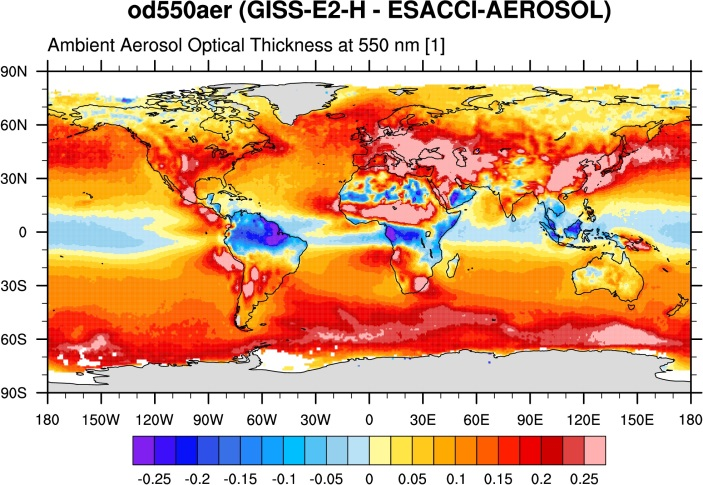 od550aer (GISS-E2-H - ESACCI-AEROSOL)
Ambient Aerosol Optical Thickness at 550 nm [1]
90N
60N
30N
0
30S
60S
90S
180 150W 120W 90W 60W 30W 0 30E 60E 90E 120E 150E 180
-0.25 -0.2 -0.15 -0.1 -0.05 0 0.05 0.1 0.15 0.2 0.25